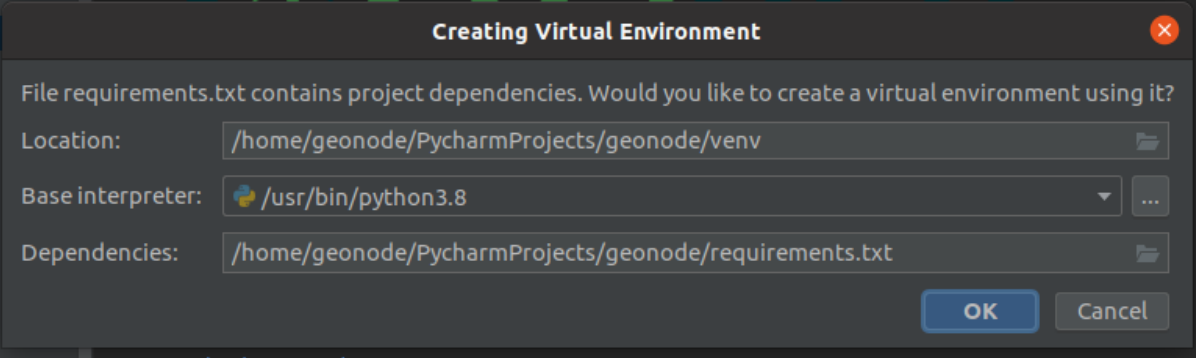 Creating Virtual Environment
File requirements.txt contains project dependencies. Would you like to create a virtual environment using it?
Location: /home/geonode/PycharmProjects/geonode/venv
Base interpreter: /usr/bin/python3.8 ...
Dependencies: /home/geonode/PycharmProjects/geonode/requirements.txt
OK Cancel